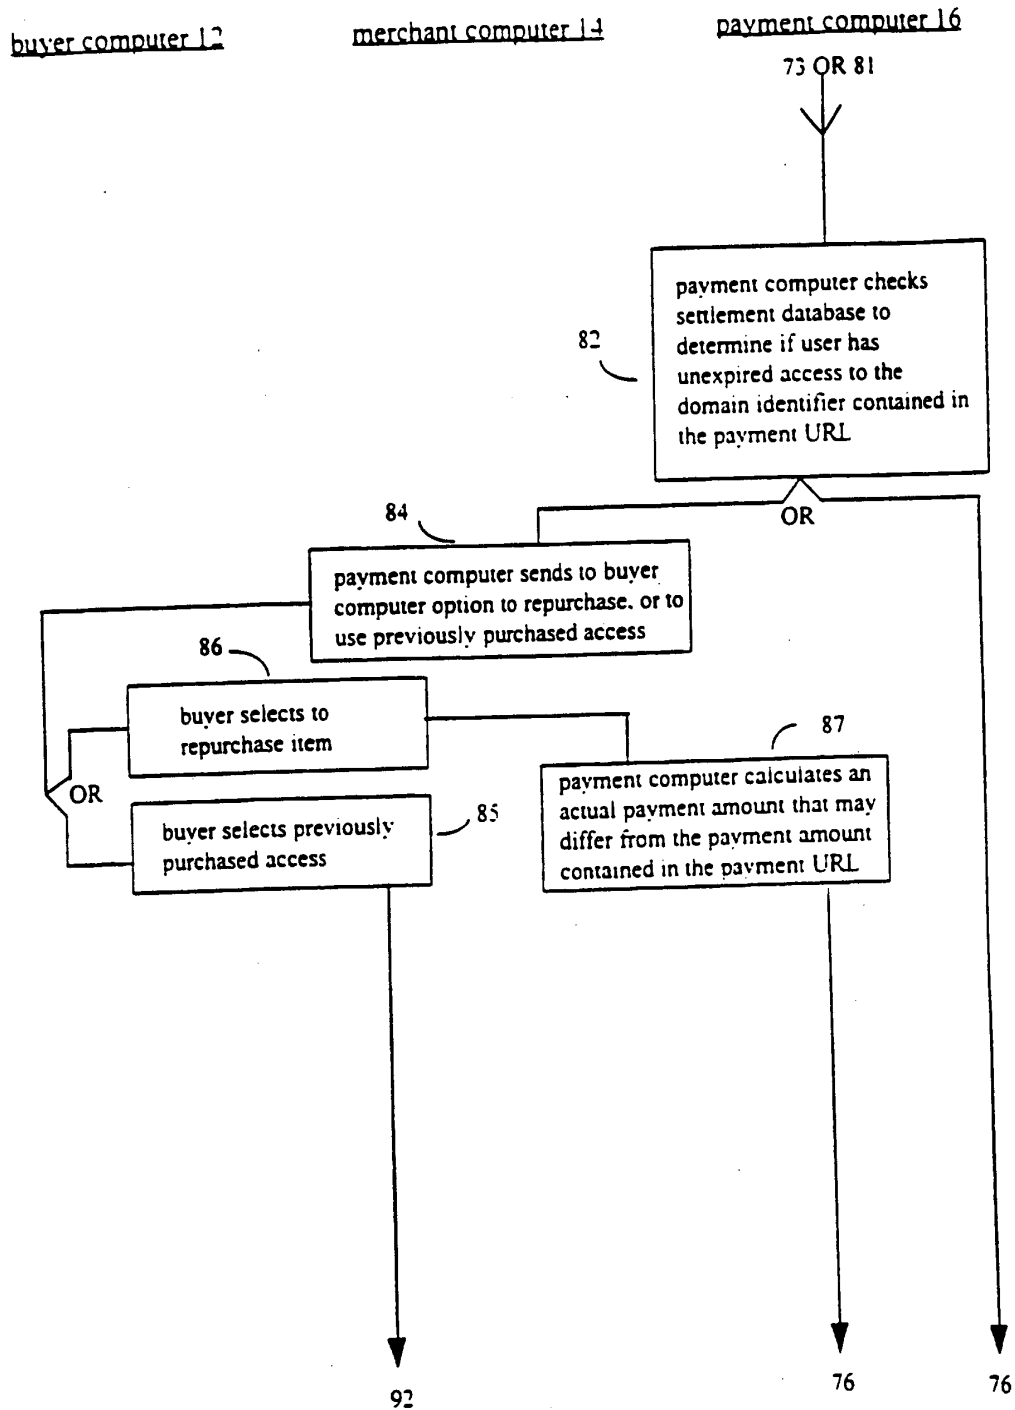 buyer computer 12
merchant computer 14
payment computer 16
73 OR 81
82
payment computer checks
settlement database to
determine if user has
unexpired access to the
domain identifier contained in
the payment URL
OR
84
payment computer sends to buyer
computer option to repurchase, or to
use previously purchased access
86
buyer selects to
repurchase item
OR
85
buyer selects previously
purchased access
87
payment computer calculates an
actual payment amount that may
differ from the payment amount
contained in the payment URL
92
76
76